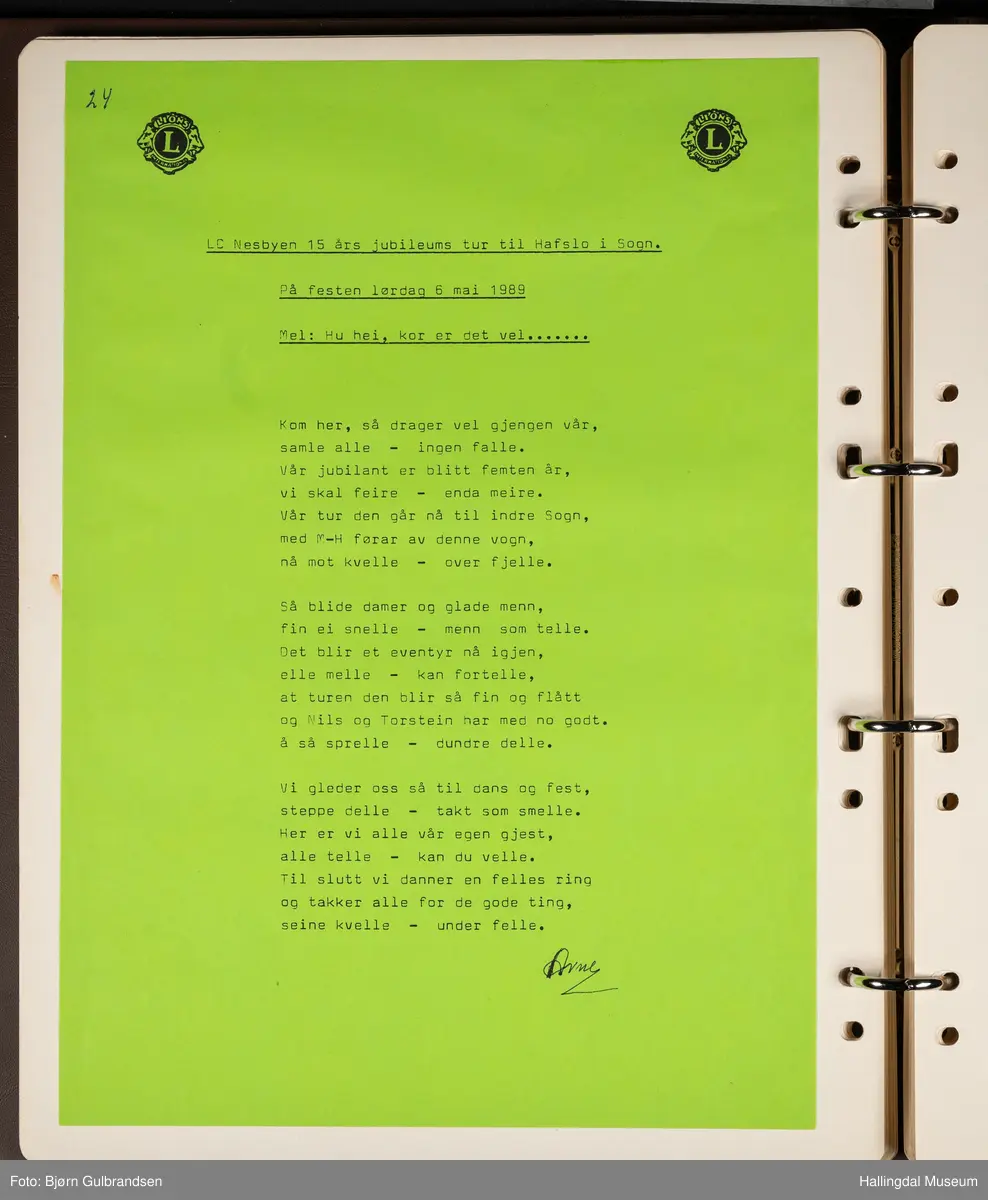 24
LIONS
L
INTERNATIONAL
LIONS
L
INTERNATIONAL
LC Nesbyen 15 års jubileums tur til Hafslo i Sogn.
På festen lørdag 6 mai 1989
Mel: Hu hei, kor er det vel.......
Kom her, så drager vel gjengen vår,
samle alle - ingen falle.
Vår jubilant er blitt femten år,
vi skal feire - enda meire.
Vår tur den går nå til indre Sogn,
med M-H førar av denne vogn,
nå mot kvelle - over fjelle.
Så blide damer og glade menn,
fin ei snelle - menn som telle.
Det blir et eventyr nå igjen,
elle melle - kan fortelle,
at turen den blir så fin og flått
og Nils og Torstein har med no godt.
å så sprelle - dundre delle.
Vi gleder oss så til dans og fest,
steppe delle - takt som smelle.
Her er vi alle vår egen gjest,
alle telle - kan du velle.
Til slutt vi danner en felles ring
og takker alle for de gode ting,
seine kvelle - under felle.
Arne
Foto: Bjørn Gulbrandsen
Hallingdal Museum